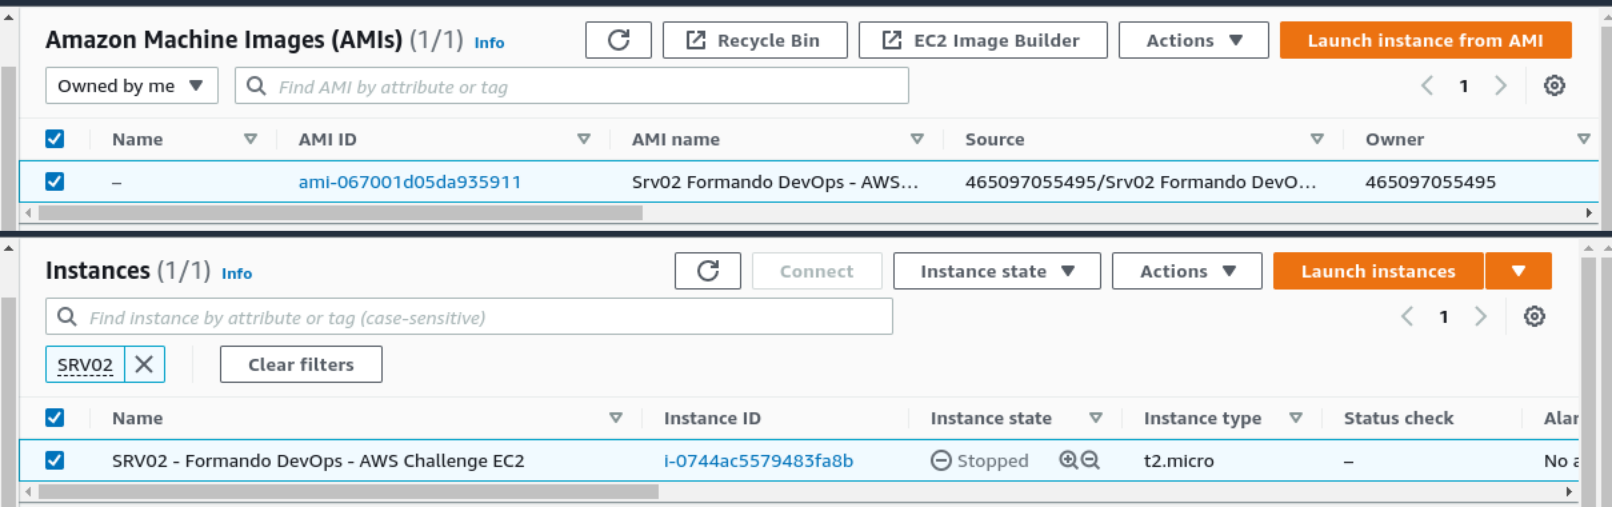 Amazon Machine Images (AMIs) (1/1) Info Recycle Bin EC2 Image Builder Actions Launch instance from AMI
Owned by me Find AMI by attribute or tag 1
Name AMI ID AMI name Source Owner
– ami-067001d05da935911 Srv02 Formando DevOps - AWS... 465097055495/Srv02 Formando DevO... 465097055495
Instances (1/1) Info Connect Instance state Actions Launch instances
Find instance by attribute or tag (case-sensitive) 1
SRV02 Clear filters
Name Instance ID Instance state Instance type Status check Alar
SRV02 - Formando DevOps - AWS Challenge EC2 i-0744ac5579483fa8b Stopped t2.micro – No a